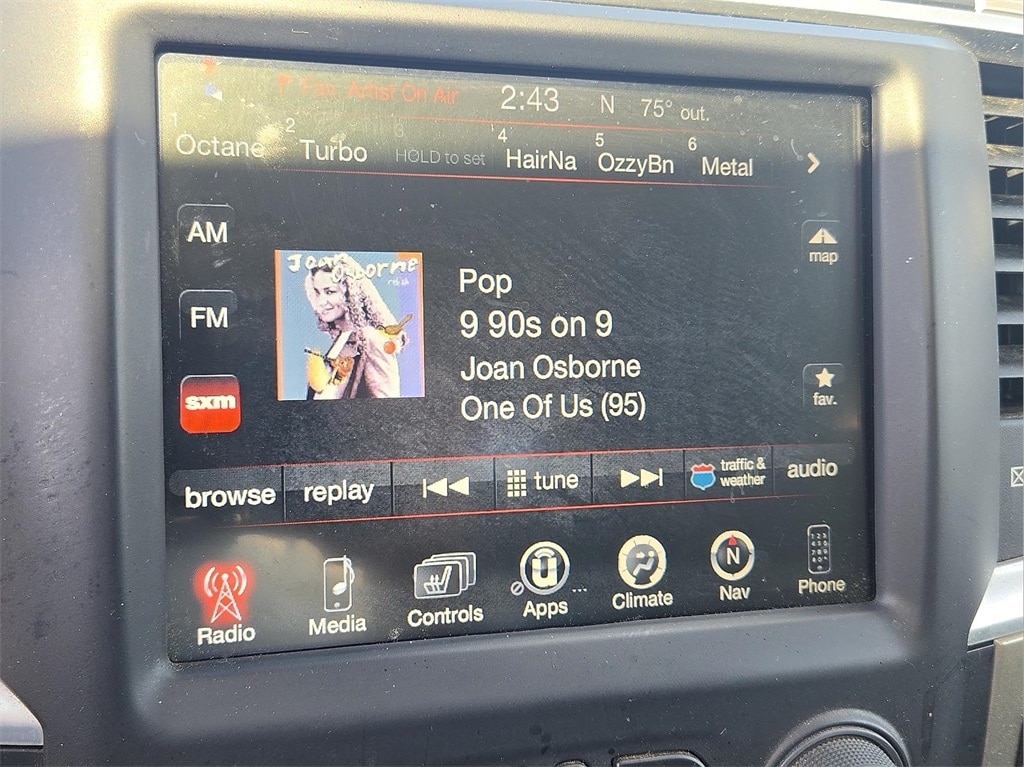 Fav. Artist On Air 2:43 N 75° out.
1 Octane 2 Turbo 3 HOLD to set 4 HairNa 5 OzzyBn 6 Metal
AM
map
FM
Joan Osborne
relish
Pop
9 90s on 9
Joan Osborne
One Of Us (95)
sxm
fav.
browse replay tune traffic & weather audio
Radio Media Controls Apps ... Climate N Nav Phone